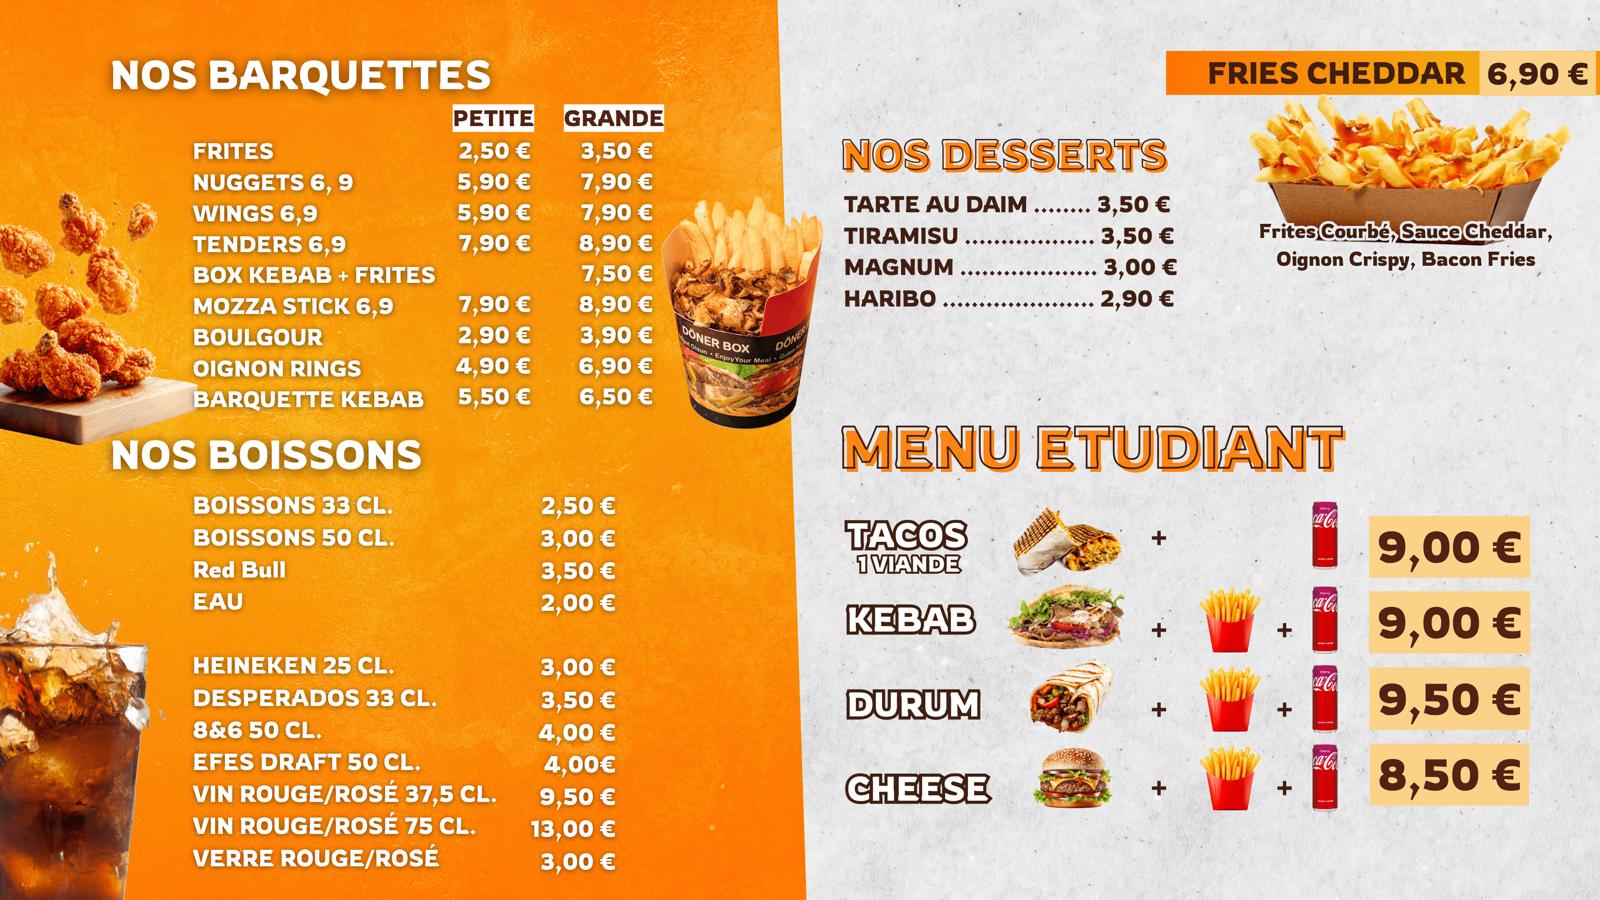 NOS BARQUETTES
PETITE GRANDE
FRITES 2,50 € 3,50 €
NUGGETS 6, 9 5,90 € 7,90 €
WINGS 6,9 5,90 € 7,90 €
TENDERS 6,9 7,90 € 8,90 €
BOX KEBAB + FRITES 7,50 €
MOZZA STICK 6,9 7,90 € 8,90 €
BOULGOUR 2,90 € 3,90 €
OIGNON RINGS 4,90 € 6,90 €
BARQUETTE KEBAB 5,50 € 6,50 €
DÖNER BOX DÖNER
Enjoy Your Meal
NOS BOISSONS
BOISSONS 33 CL. 2,50 €
BOISSONS 50 CL. 3,00 €
Red Bull 3,50 €
EAU 2,00 €
HEINEKEN 25 CL. 3,00 €
DESPERADOS 33 CL. 3,50 €
8&6 50 CL. 4,00 €
EFES DRAFT 50 CL. 4,00€
VIN ROUGE/ROSÉ 37,5 CL. 9,50 €
VIN ROUGE/ROSÉ 75 CL. 13,00 €
VERRE ROUGE/ROSÉ 3,00 €
FRIES CHEDDAR 6,90 €
Frites Courbé, Sauce Cheddar,
Oignon Crispy, Bacon Fries
NOS DESSERTS
TARTE AU DAIM ........ 3,50 €
TIRAMISU .................... 3,50 €
MAGNUM ..................... 3,00 €
HARIBO ....................... 2,90 €
MENU ETUDIANT
TACOS + 9,00 €
1 VIANDE
KEBAB + + 9,00 €
DURUM + + 9,50 €
CHEESE + + 8,50 €